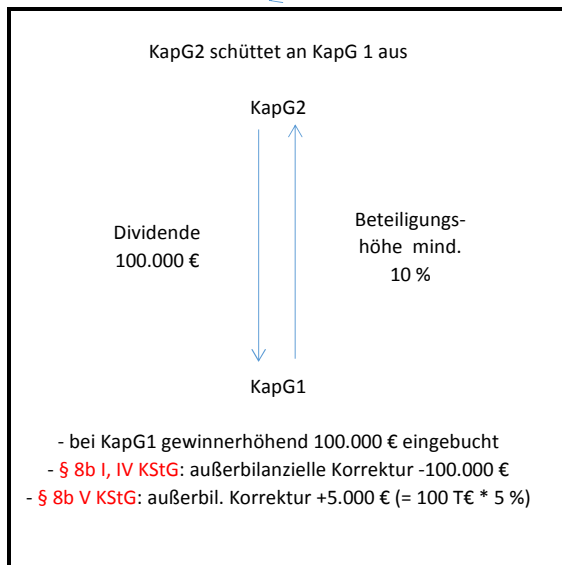 KapG2 schüttet an KapG 1 aus
KapG2
Dividende
100.000 €
Beteiligungs-
höhe mind.
10 %
KapG1
- bei KapG1 gewinnerhöhend 100.000 € eingebucht
- § 8b I, IV KStG: außerbilanzielle Korrektur -100.000 €
- § 8b V KStG: außerbil. Korrektur +5.000 € (= 100 T€ * 5 %)